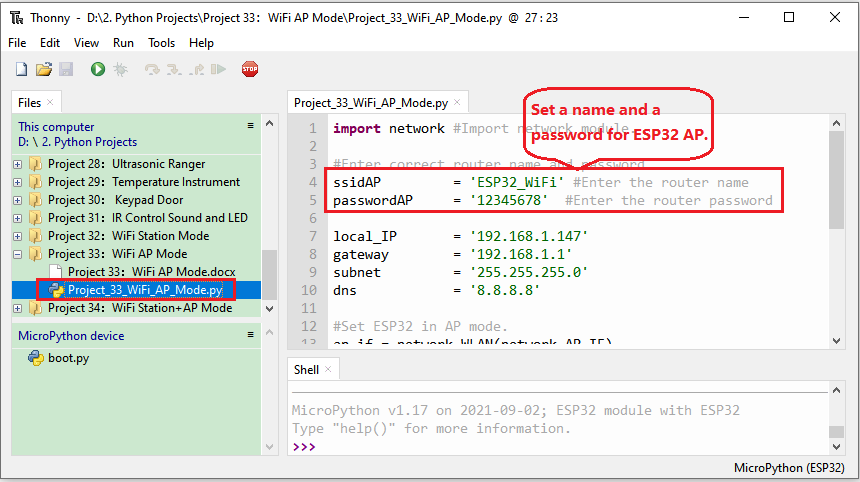 Thonny - D:\2. Python Projects\Project 33: WiFi AP Mode\Project_33_WiFi_AP_Mode.py @ 27:23
File Edit View Run Tools Help
STOP
Files
This computer
D: \ 2. Python Projects
Project 28: Ultrasonic Ranger
Project 29: Temperature Instrument
Project 30: Keypad Door
Project 31: IR Control Sound and LED
Project 32: WiFi Station Mode
Project 33: WiFi AP Mode
Project 33: WiFi AP Mode.docx
Project_33_WiFi_AP_Mode.py
Project 34: WiFi Station+AP Mode
MicroPython device
boot.py
Project_33_WiFi_AP_Mode.py
Set a name and a
password for ESP32 AP.
1 import network #Import network module.
2
3 #Enter correct router name and password
4 ssidAP = 'ESP32_WiFi' #Enter the router name
5 passwordAP = '12345678' #Enter the router password
6
7 local_IP = '192.168.1.147'
8 gateway = '192.168.1.1'
9 subnet = '255.255.255.0'
10 dns = '8.8.8.8'
11
12 #Set ESP32 in AP mode.
13 ap_if = network.WLAN(network.AP_IF)
Shell
MicroPython v1.17 on 2021-09-02; ESP32 module with ESP32
Type "help()" for more information.
>>>
MicroPython (ESP32)